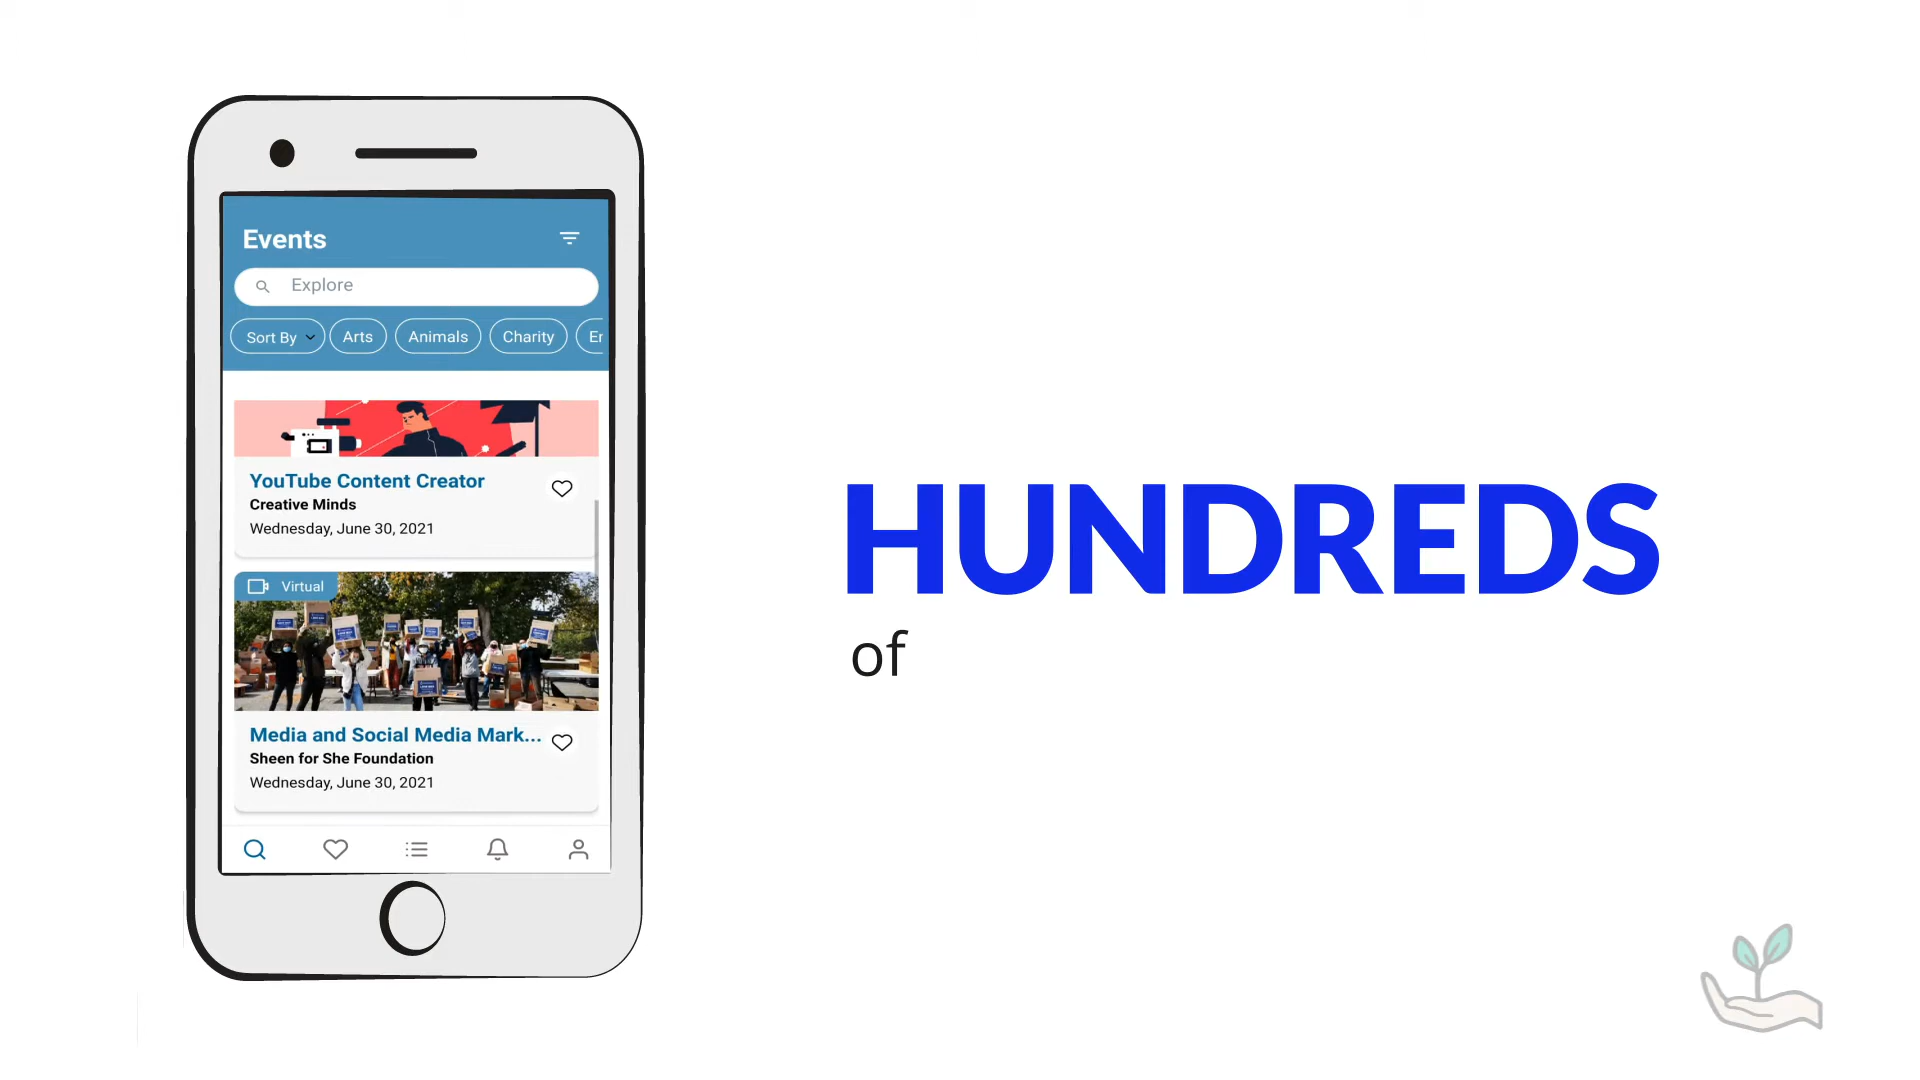 Events
Explore
Sort By Arts Animals Charity Er
YouTube Content Creator
Creative Minds
Wednesday, June 30, 2021
Virtual
Media and Social Media Mark...
Sheen for She Foundation
Wednesday, June 30, 2021
HUNDREDS
of